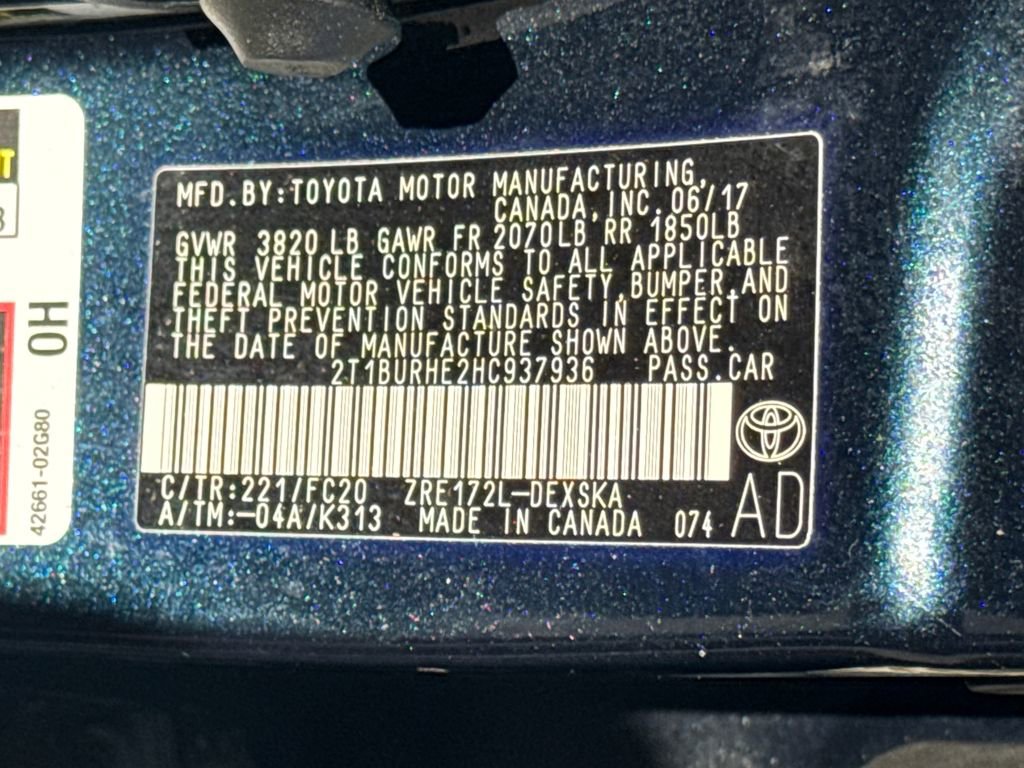 MFD.BY:TOYOTA MOTOR MANUFACTURING,
CANADA,INC.06/17
GVWR 3820 LB GAWR FR 2070LB RR 1850LB
THIS VEHICLE CONFORMS TO ALL APPLICABLE
FEDERAL MOTOR VEHICLE SAFETY,BUMPER,AND
THEFT PREVENTION STANDARDS IN EFFECT ON
THE DATE OF MANUFACTURE SHOWN ABOVE.
2T1BURHE2HC937936 PASS.CAR
C/TR:221/FC20 ZRE172L-DEXSKA
A/TM:-04A/K313 MADE IN CANADA 074 AD
0H
42661-02G80